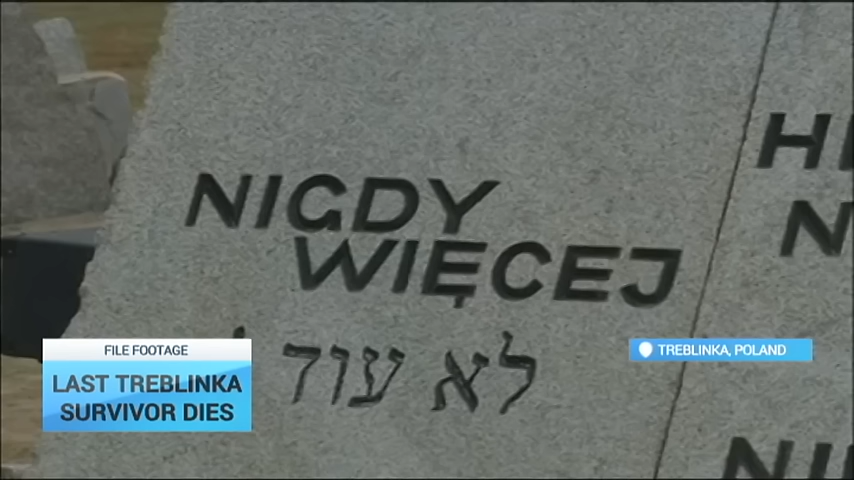 NIGDY
WIĘCEJ
לא עוד
FILE FOOTAGE
LAST TREBLINKA
SURVIVOR DIES
TREBLINKA, POLAND